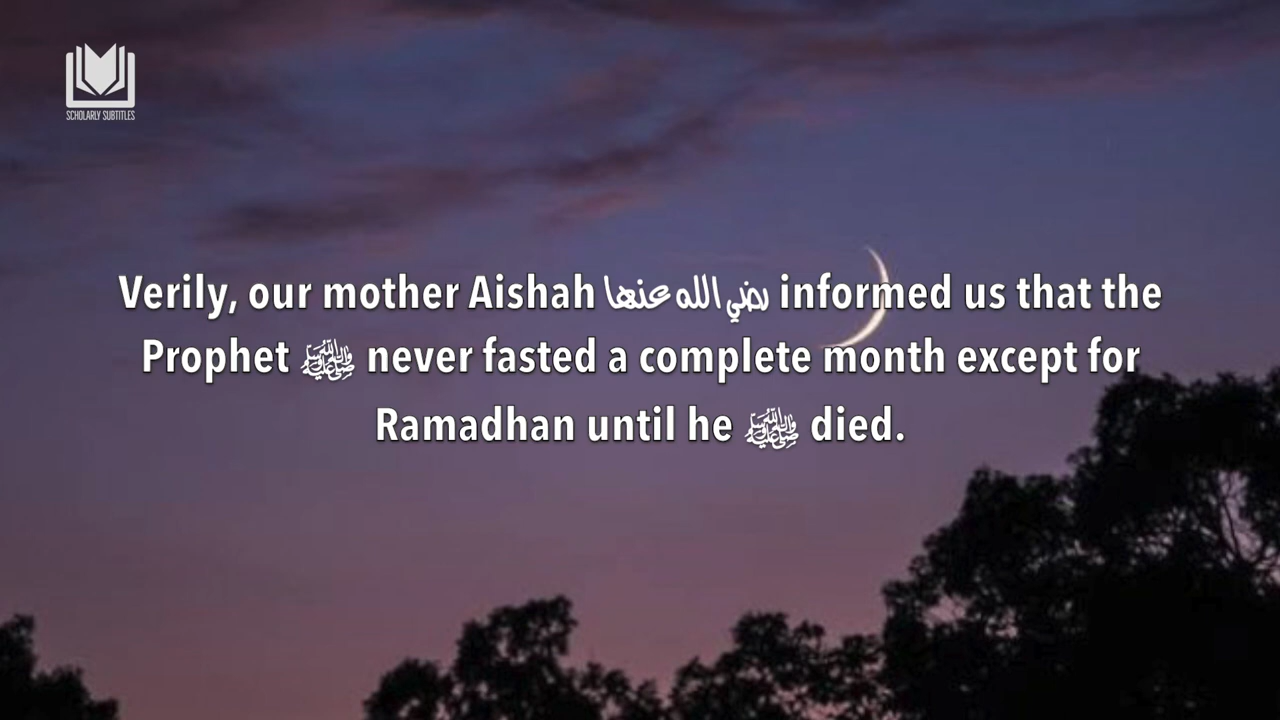 SCHOLARLY SUBTITLES
Verily, our mother Aishah رضي الله عنها informed us that the
Prophet ﷺ never fasted a complete month except for
Ramadhan until he ﷺ died.